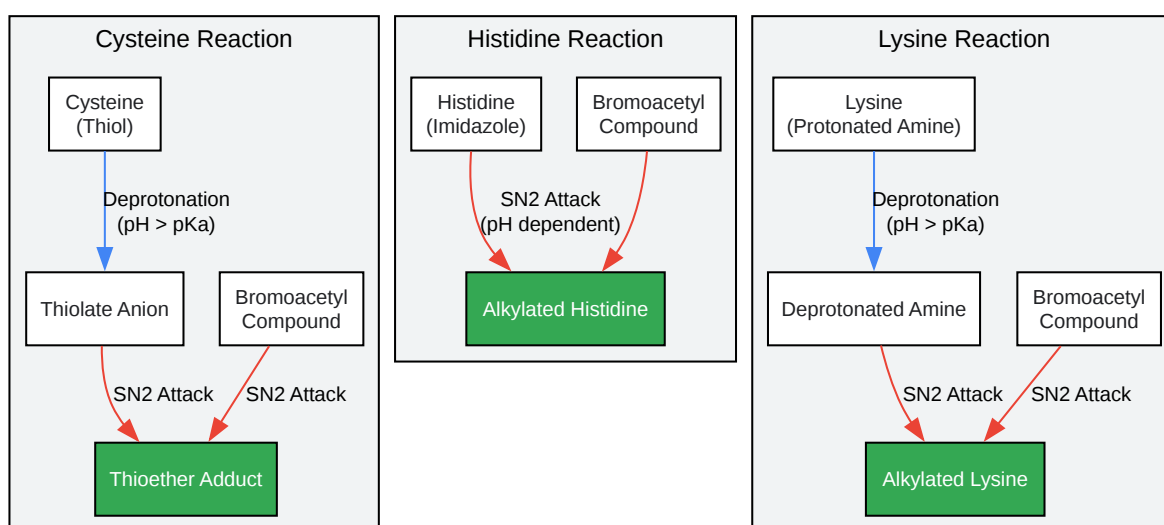 Cysteine Reaction
Cysteine
(Thiol)
Deprotonation
(pH > pKa)
Thiolate Anion
Bromoacetyl
Compound
SN2 Attack
SN2 Attack
Thioether Adduct
Histidine Reaction
Histidine
(Imidazole)
Bromoacetyl
Compound
SN2 Attack
(pH dependent)
Alkylated Histidine
Lysine Reaction
Lysine
(Protonated Amine)
Deprotonation
(pH > pKa)
Deprotonated Amine
Bromoacetyl
Compound
SN2 Attack
SN2 Attack
Alkylated Lysine